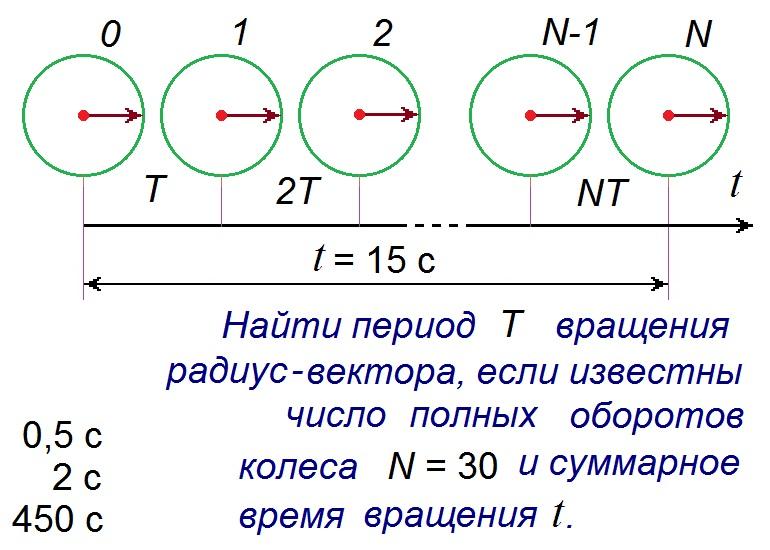 0 1 2 N-1 N
T 2T NT t
t = 15 с
Найти период T вращения
радиус-вектора, если известны
число полных оборотов
колеса N = 30 и суммарное
время вращения t.
0,5 с
2 с
450 с